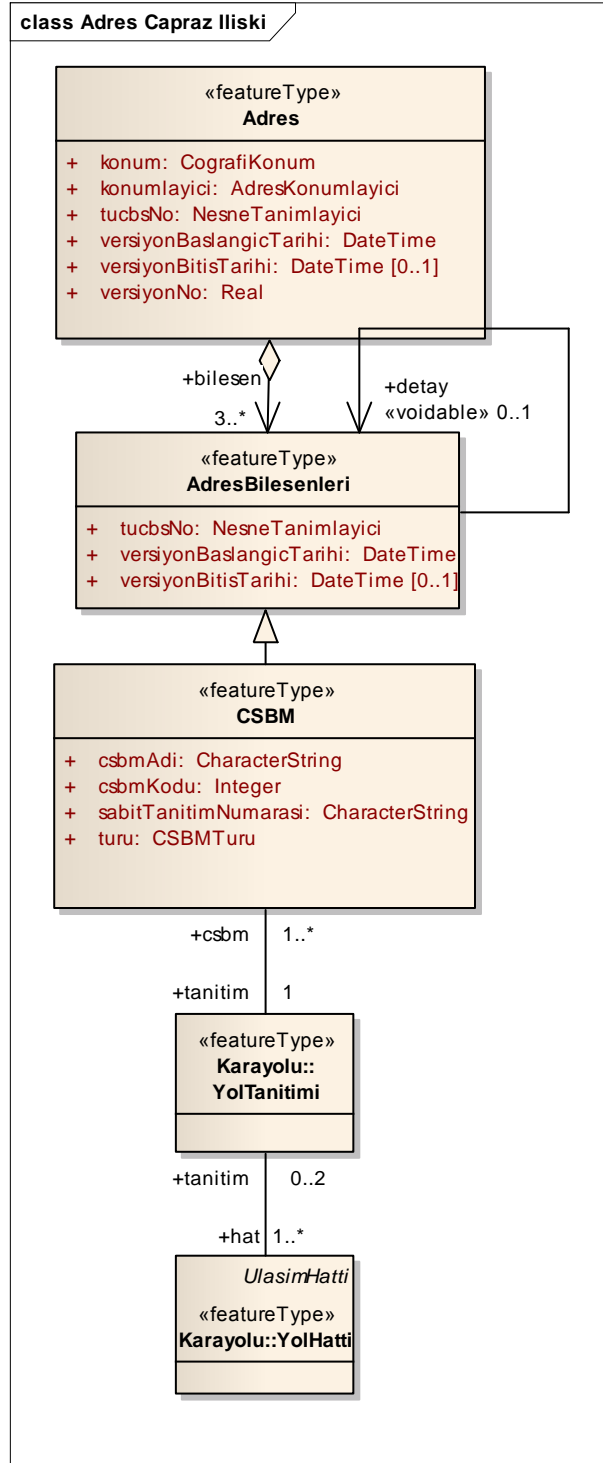 class Adres Capraz Iliski
«featureType»
Adres
+ konum: CografiKonum
+ konumlayici: AdresKonumlayici
+ tucbsNo: NesneTanimlayici
+ versiyonBaslangicTarihi: DateTime
+ versiyonBitisTarihi: DateTime [0..1]
+ versiyonNo: Real
+bilesen
3..*
+detay
«voidable» 0..1
«featureType»
AdresBilesenleri
+ tucbsNo: NesneTanimlayici
+ versiyonBaslangicTarihi: DateTime
+ versiyonBitisTarihi: DateTime [0..1]
«featureType»
CSBM
+ csbmAdi: CharacterString
+ csbmKodu: Integer
+ sabitTanitimNumarasi: CharacterString
+ turu: CSBMTuru
+csbm 1..*
+tanitim 1
«featureType»
Karayolu::
YolTanitimi
+tanitim 0..2
+hat 1..*
UlasimHatti
«featureType»
Karayolu::YolHatti